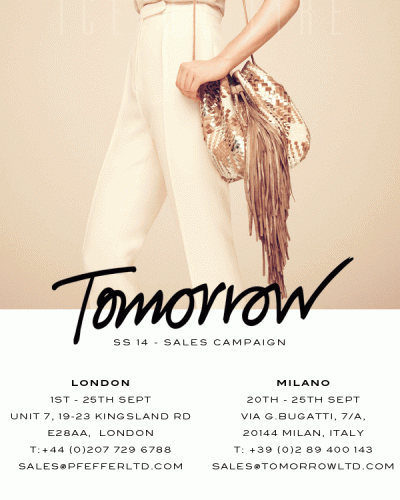 Tomorrow
SS 14 - SALES CAMPAIGN
LONDON
1ST - 25TH SEPT
UNIT 7, 19-23 KINGSLAND RD
E28AA, LONDON
T:+44 (0)207 729 6788
SALES@PFEFFERLTD.COM
MILANO
20TH - 25TH SEPT
VIA G.BUGATTI, 7/A,
20144 MILAN, ITALY
T: +39 (0)2 89 400 143
SALES@TOMORROWLTD.COM